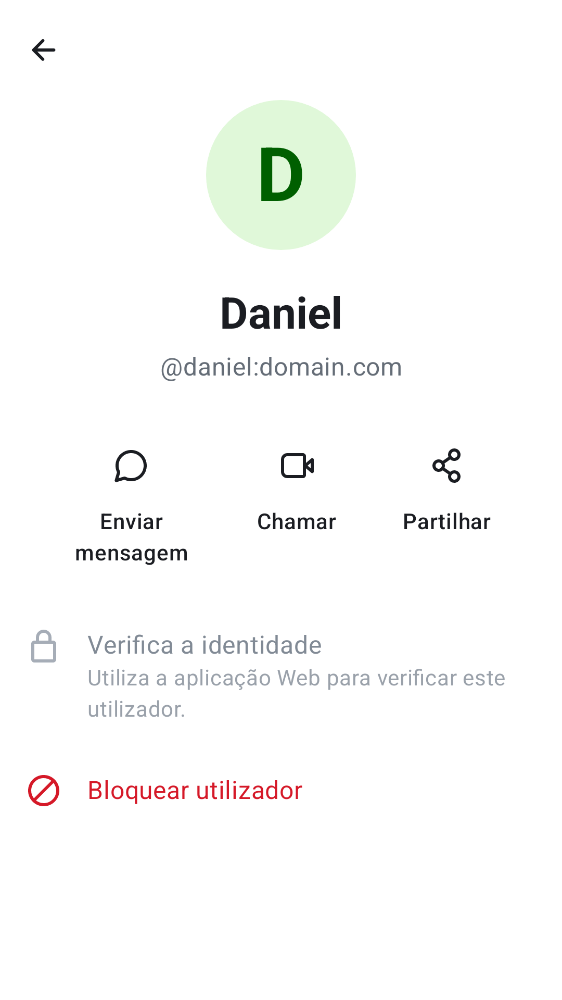 D
Daniel
@daniel:domain.com
Enviar
mensagem
Chamar
Partilhar
Verifica a identidade
Utiliza a aplicação Web para verificar este
utilizador.
Bloquear utilizador